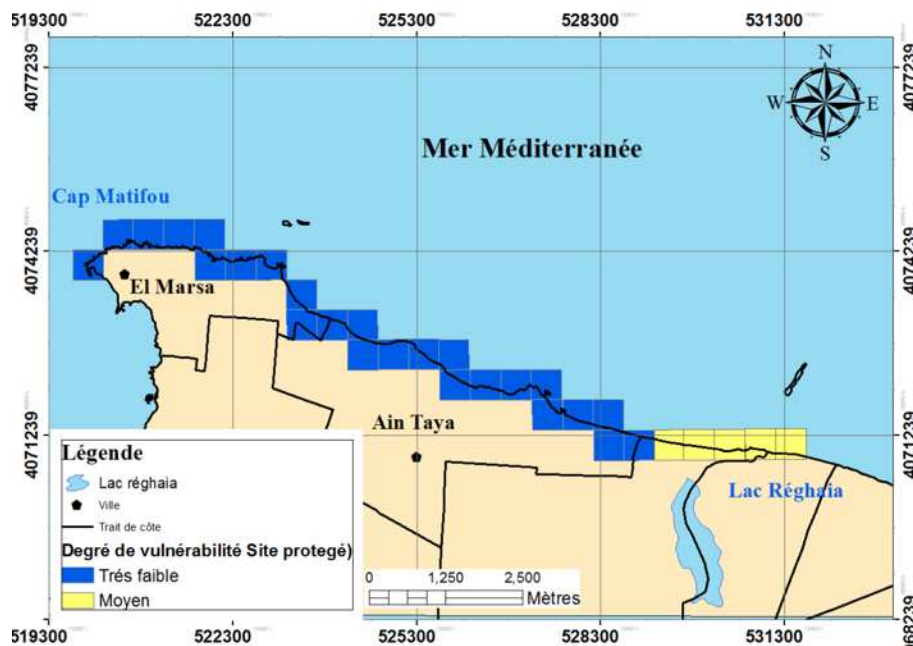 519300 522300 525300 528300 531300
4077239 4077239
N
W E
S
Mer Méditerranée
Cap Matifou
4074239 4074239
El Marsa
4071239 4071239
Ain Taya
Lac Réghaia
Légende
Lac réghaia
Ville
Trait de côte
Degré de vulnérabilité Site protegé)
Trés faible
Moyen
0 1,250 2,500
Mètres
519300 522300 525300 528300 531300